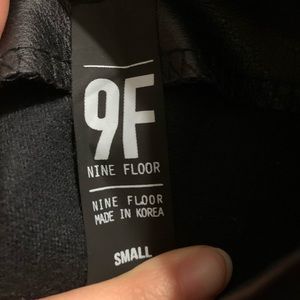 9F
NINE FLOOR
NINE FLOOR
MADE IN KOREA
SMALL